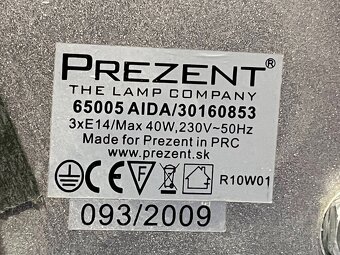 PREZENT®
THE LAMP COMPANY
65005 AIDA/30160853
3xE14/Max 40W,230V~50Hz
Made for Prezent in PRC
www.prezent.sk
CE F R10W01
093/2009